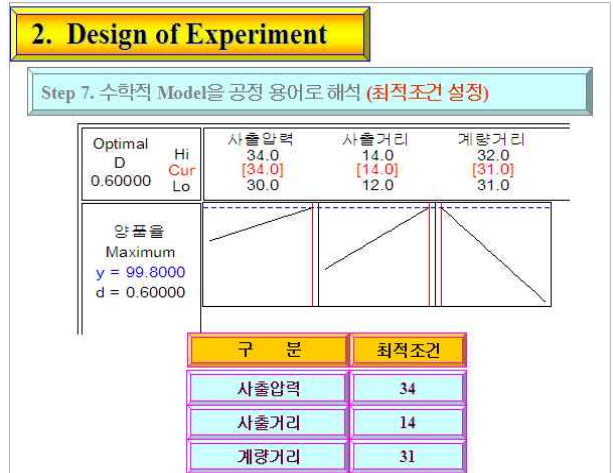 2. Design of Experiment
Step 7. 수학적 Model을 공정 용어로 해석 (최적조건 설정)
Optimal D 0.60000
Hi Cur Lo
사출압력 사출거리 계량거리
34.0 14.0 32.0
[34.0] [14.0] [31.0]
30.0 12.0 31.0
양품율
Maximum
y = 99.8000
d = 0.60000
구 분 최적조건
사출압력 34
사출거리 14
계량거리 31